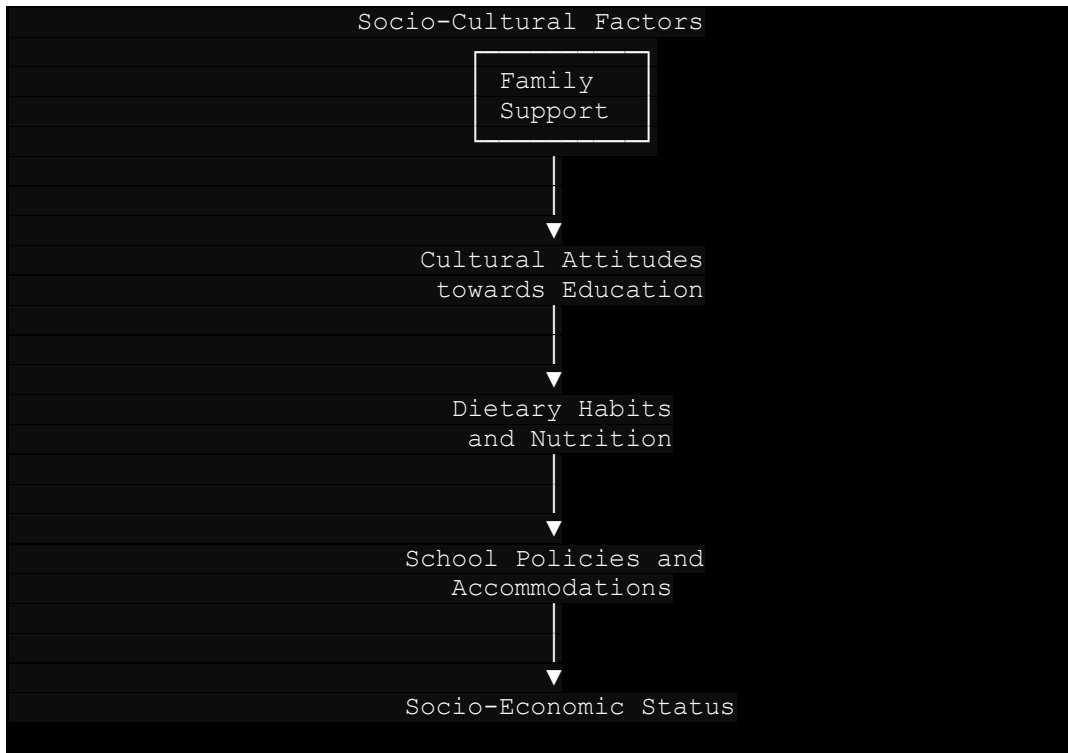 Socio-Cultural Factors
Family
Support
Cultural Attitudes
towards Education
Dietary Habits
and Nutrition
School Policies and
Accommodations
Socio-Economic Status